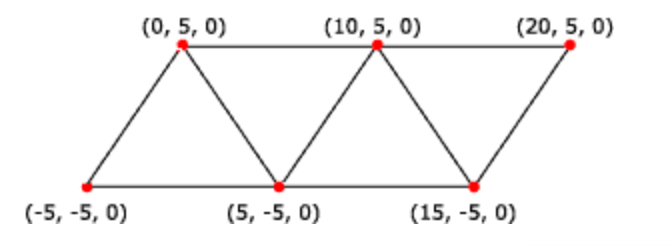 (0, 5, 0) (10, 5, 0) (20, 5, 0)
(-5, -5, 0) (5, -5, 0) (15, -5, 0)